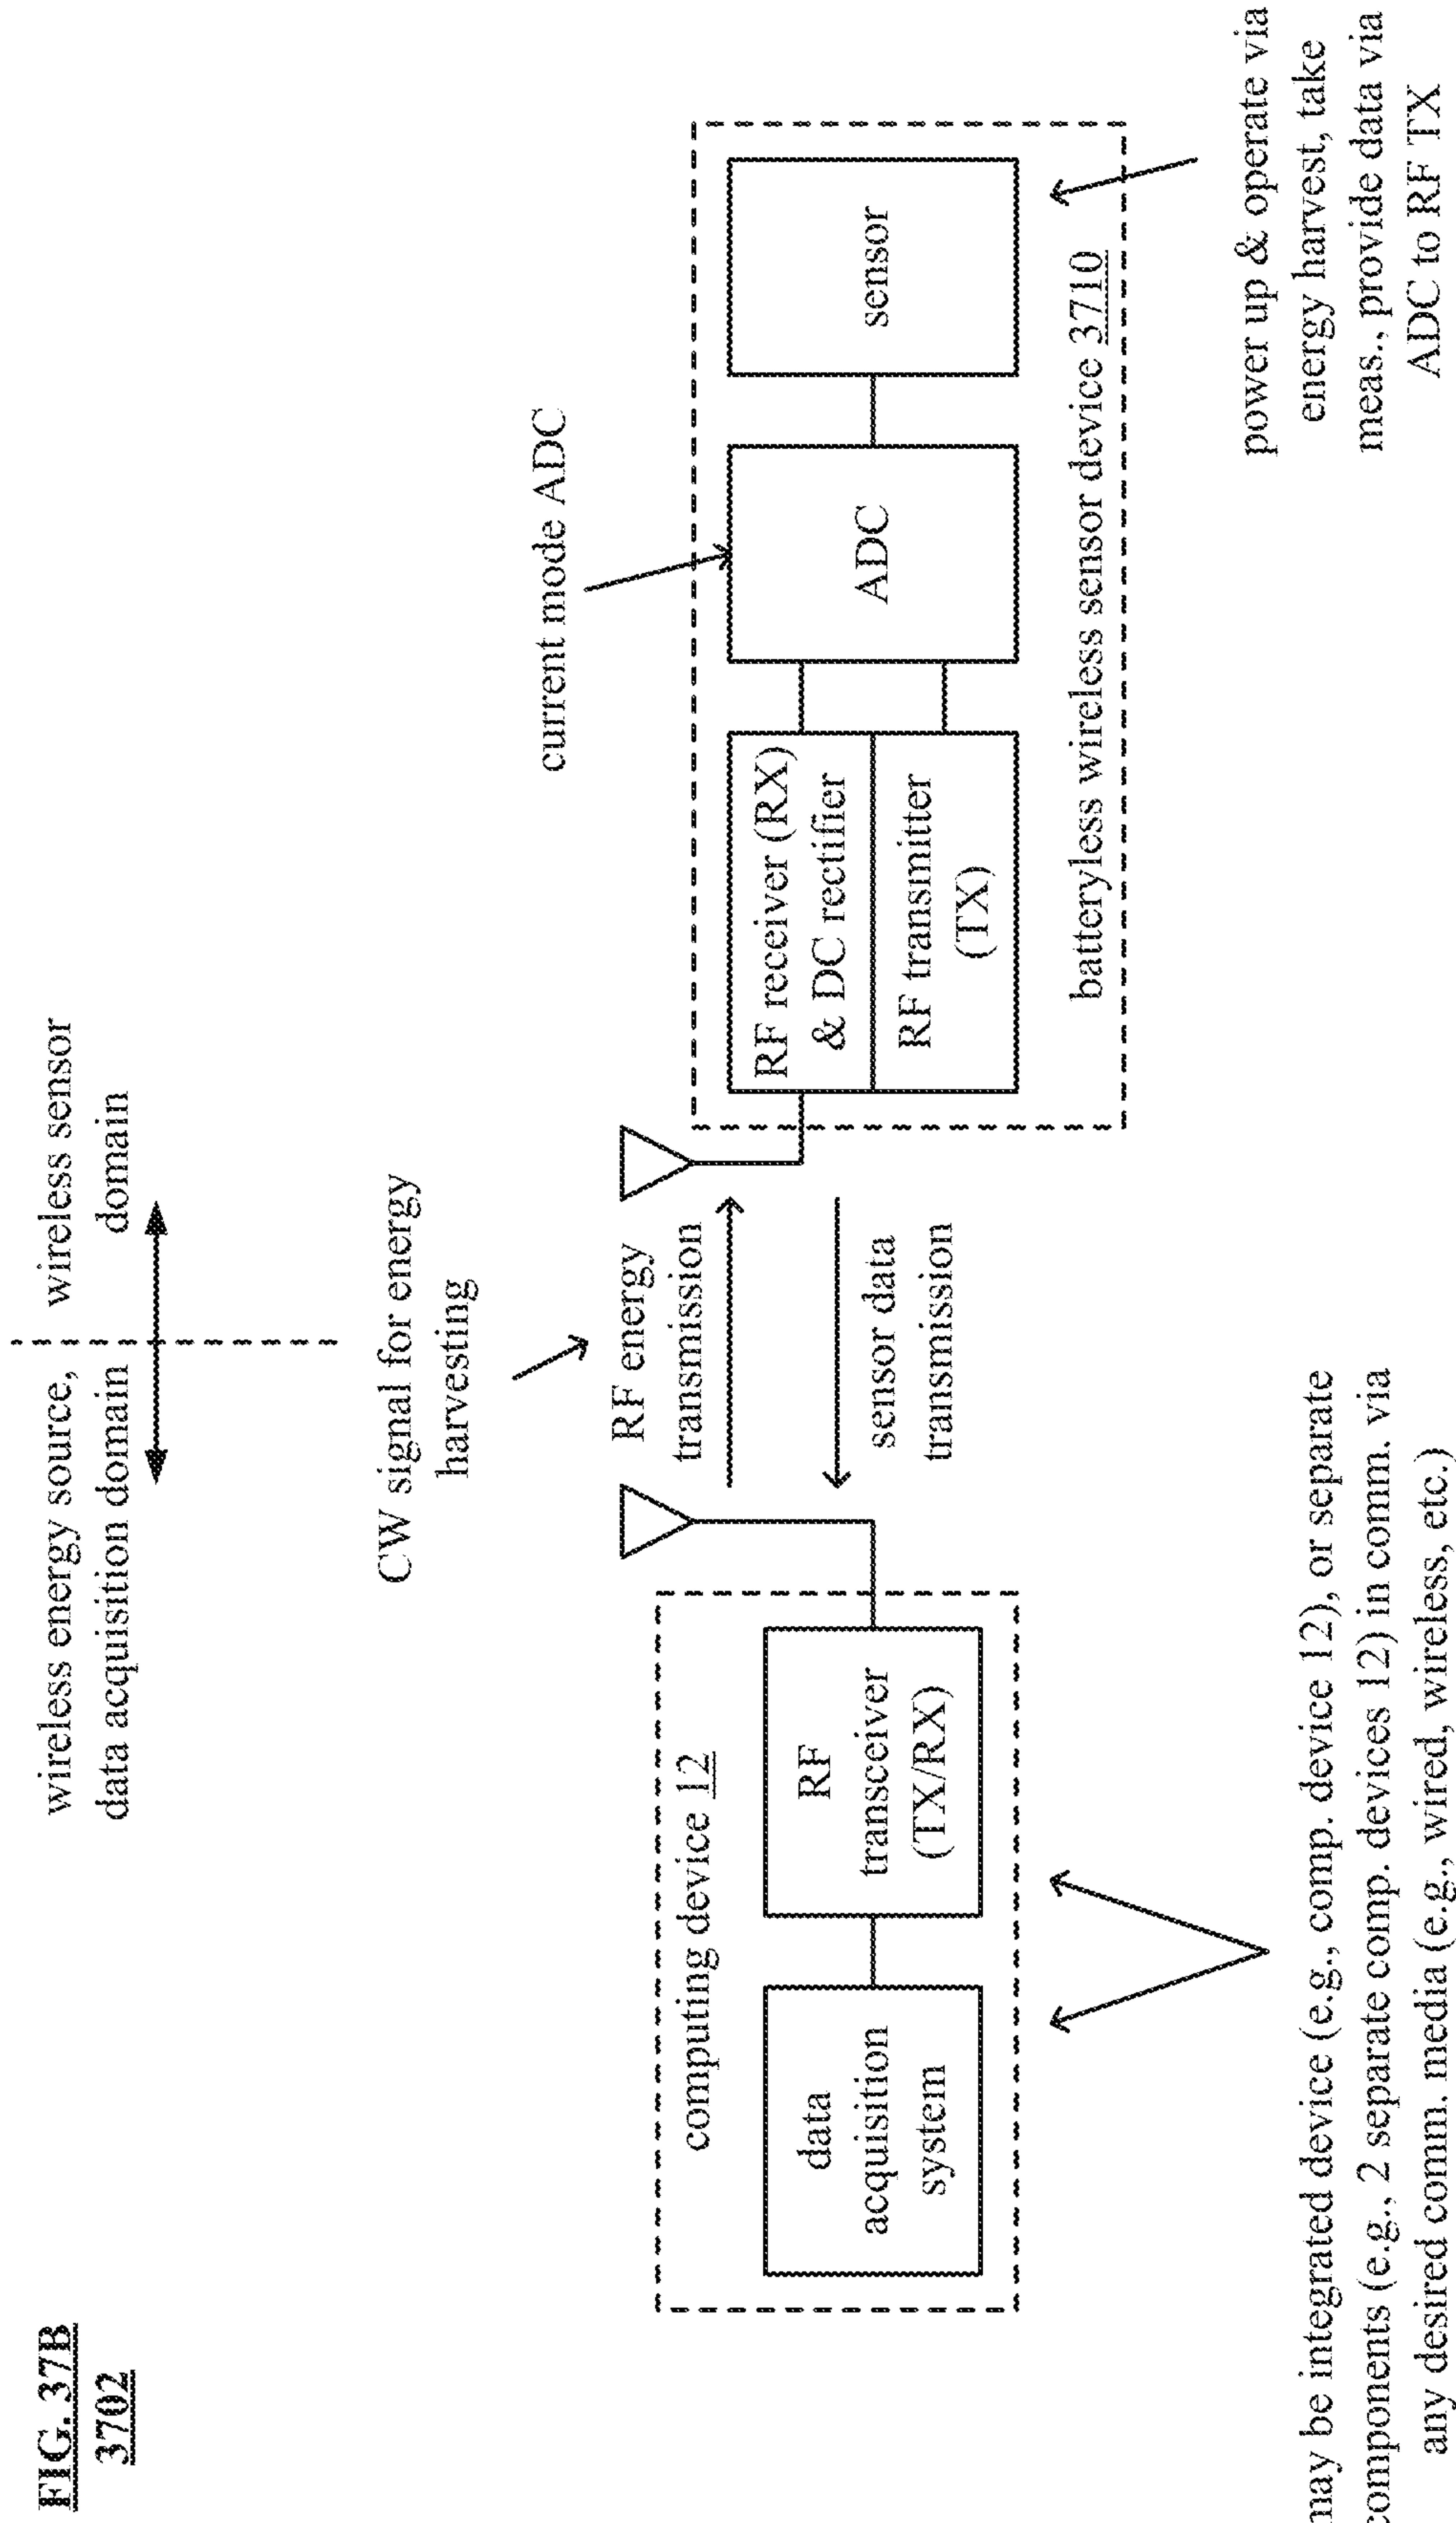 FIG. 37B
3702
wireless energy source,
data acquisition domain
wireless sensor
domain
CW signal for energy
harvesting
current mode ADC
RF energy
transmission
sensor data
transmission
computing device 12
data
acquisition
system
RF
transceiver
(TX/RX)
RF receiver (RX)
& DC rectifier
RF transmitter
(TX)
ADC
sensor
batteryless wireless sensor device 3710
may be integrated device (e.g., comp. device 12), or separate
components (e.g., 2 separate comp. devices 12) in comm. via
any desired comm. media (e.g., wired, wireless, etc.)
power up & operate via
energy harvest, take
meas., provide data via
ADC to RF TX